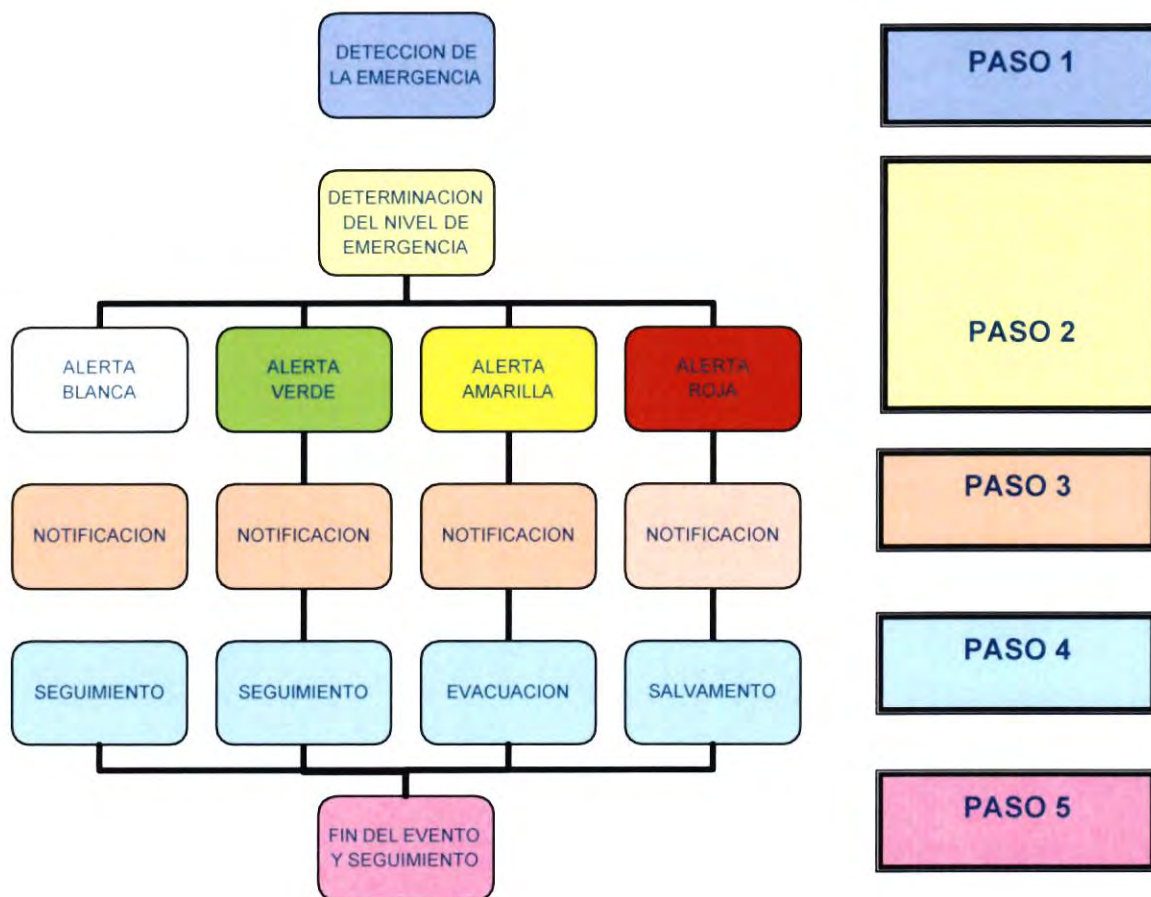 DETECCION DE
LA EMERGENCIA
PASO 1
DETERMINACION
DEL NIVEL DE
EMERGENCIA
PASO 2
ALERTA
BLANCA
ALERTA
VERDE
ALERTA
AMARILLA
ALERTA
ROJA
NOTIFICACION
NOTIFICACION
NOTIFICACION
NOTIFICACION
PASO 3
SEGUIMIENTO
SEGUIMIENTO
EVACUACION
SALVAMENTO
PASO 4
FIN DEL EVENTO
Y SEGUIMIENTO
PASO 5